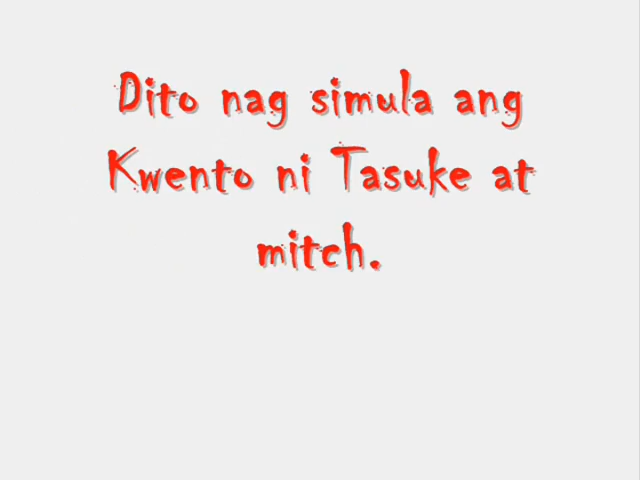 Dito nag simula ang
Kwento ni Tasuke at
mitch.